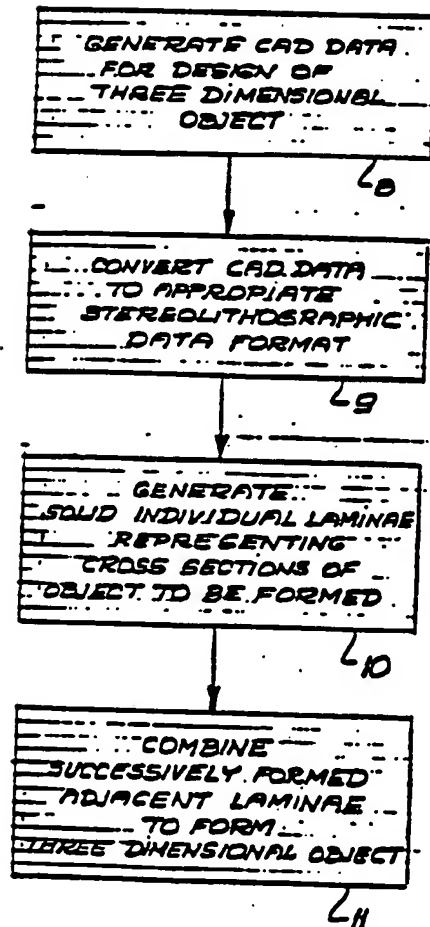 GENERATE CAD DATA
FOR DESIGN OF
THREE DIMENSIONAL
OBJECT
8
CONVERT CAD DATA
TO APPROPIATE
STEREOLITHOGRAPHIC
DATA FORMAT
9
GENERATE
SOLID INDIVIDUAL LAMINAE
REPRESENTING
CROSS SECTIONS OF
OBJECT TO BE FORMED
10
COMBINE
SUCCESSIVELY FORMED
ADJACENT LAMINAE
TO FORM
THREE DIMENSIONAL OBJECT
11